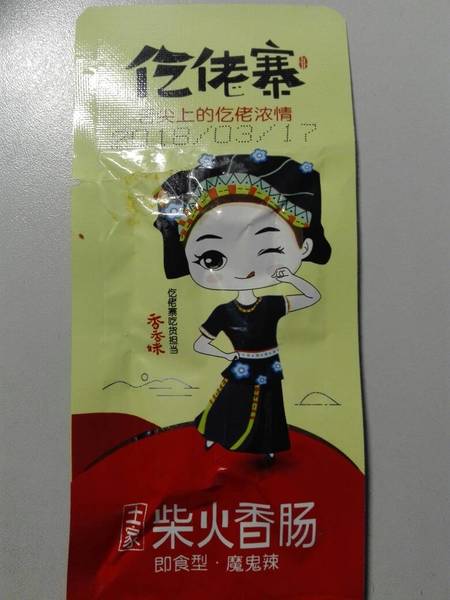 仡佬寨
舌尖上的仡佬浓情
2018/03/17
仡佬寨吃货担当
香香味
土家
柴火香肠
即食型·魔鬼辣